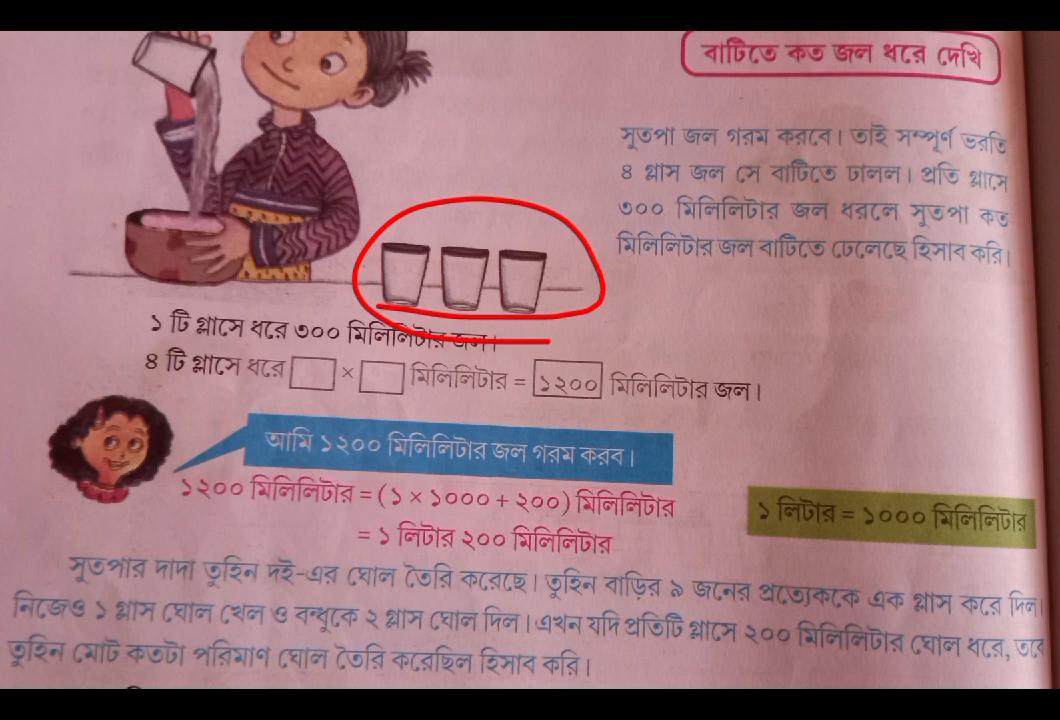 বাটিতে কত জল ধরে দেখি
সুতপা জল গরম করবে। তাই সম্পূর্ণ ভরতি
৪ গ্লাস জল সে বাটিতে ঢালল। প্রতি গ্লাসে
৩০০ মিলিলিটার জল ধরলে সুতপা কত
মিলিলিটার জল বাটিতে ঢেলেছে হিসাব করি।
১ টি গ্লাসে ধরে ৩০০ মিলিলিটার জল।
৪ টি গ্লাসে ধরে × মিলিলিটার = ১২০০ মিলিলিটার জল।
আমি ১২০০ মিলিলিটার জল গরম করব।
১২০০ মিলিলিটার = (১ × ১০০০ + ২০০) মিলিলিটার
= ১ লিটার ২০০ মিলিলিটার
১ লিটার = ১০০০ মিলিলিটার
সুতপার দাদা তুহিন দই-এর ঘোল তৈরি করেছে। তুহিন বাড়ির ৯ জনের প্রত্যেককে এক গ্লাস করে দিল।
নিজেও ১ গ্লাস ঘোল খেল ও বন্ধুকে ২ গ্লাস ঘোল দিল। এখন যদি প্রতিটি গ্লাসে ২০০ মিলিলিটার ঘোল ধরে, তবে
তুহিন মোট কতটা পরিমাণ ঘোল তৈরি করেছিল হিসাব করি।